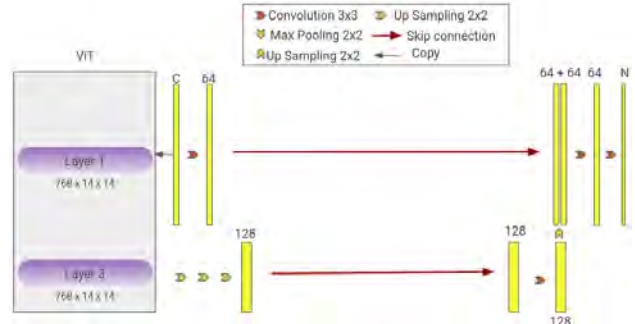 Convolution 3x3
Up Sampling 2x2
Max Pooling 2x2
Skip connection
Up Sampling 2x2
Copy
ViT
C
64
64 + 64
64
N
Layer 1
768 x 14 x 14
128
128
Layer 3
768 x 14 x 14
128